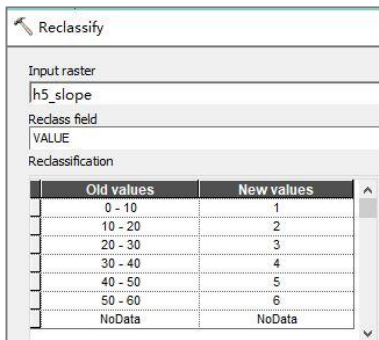 Reclassify
Input raster
h5_slope
Reclass field
VALUE
Reclassification
Old values New values
0 - 10 1
10 - 20 2
20 - 30 3
30 - 40 4
40 - 50 5
50 - 60 6
NoData NoData